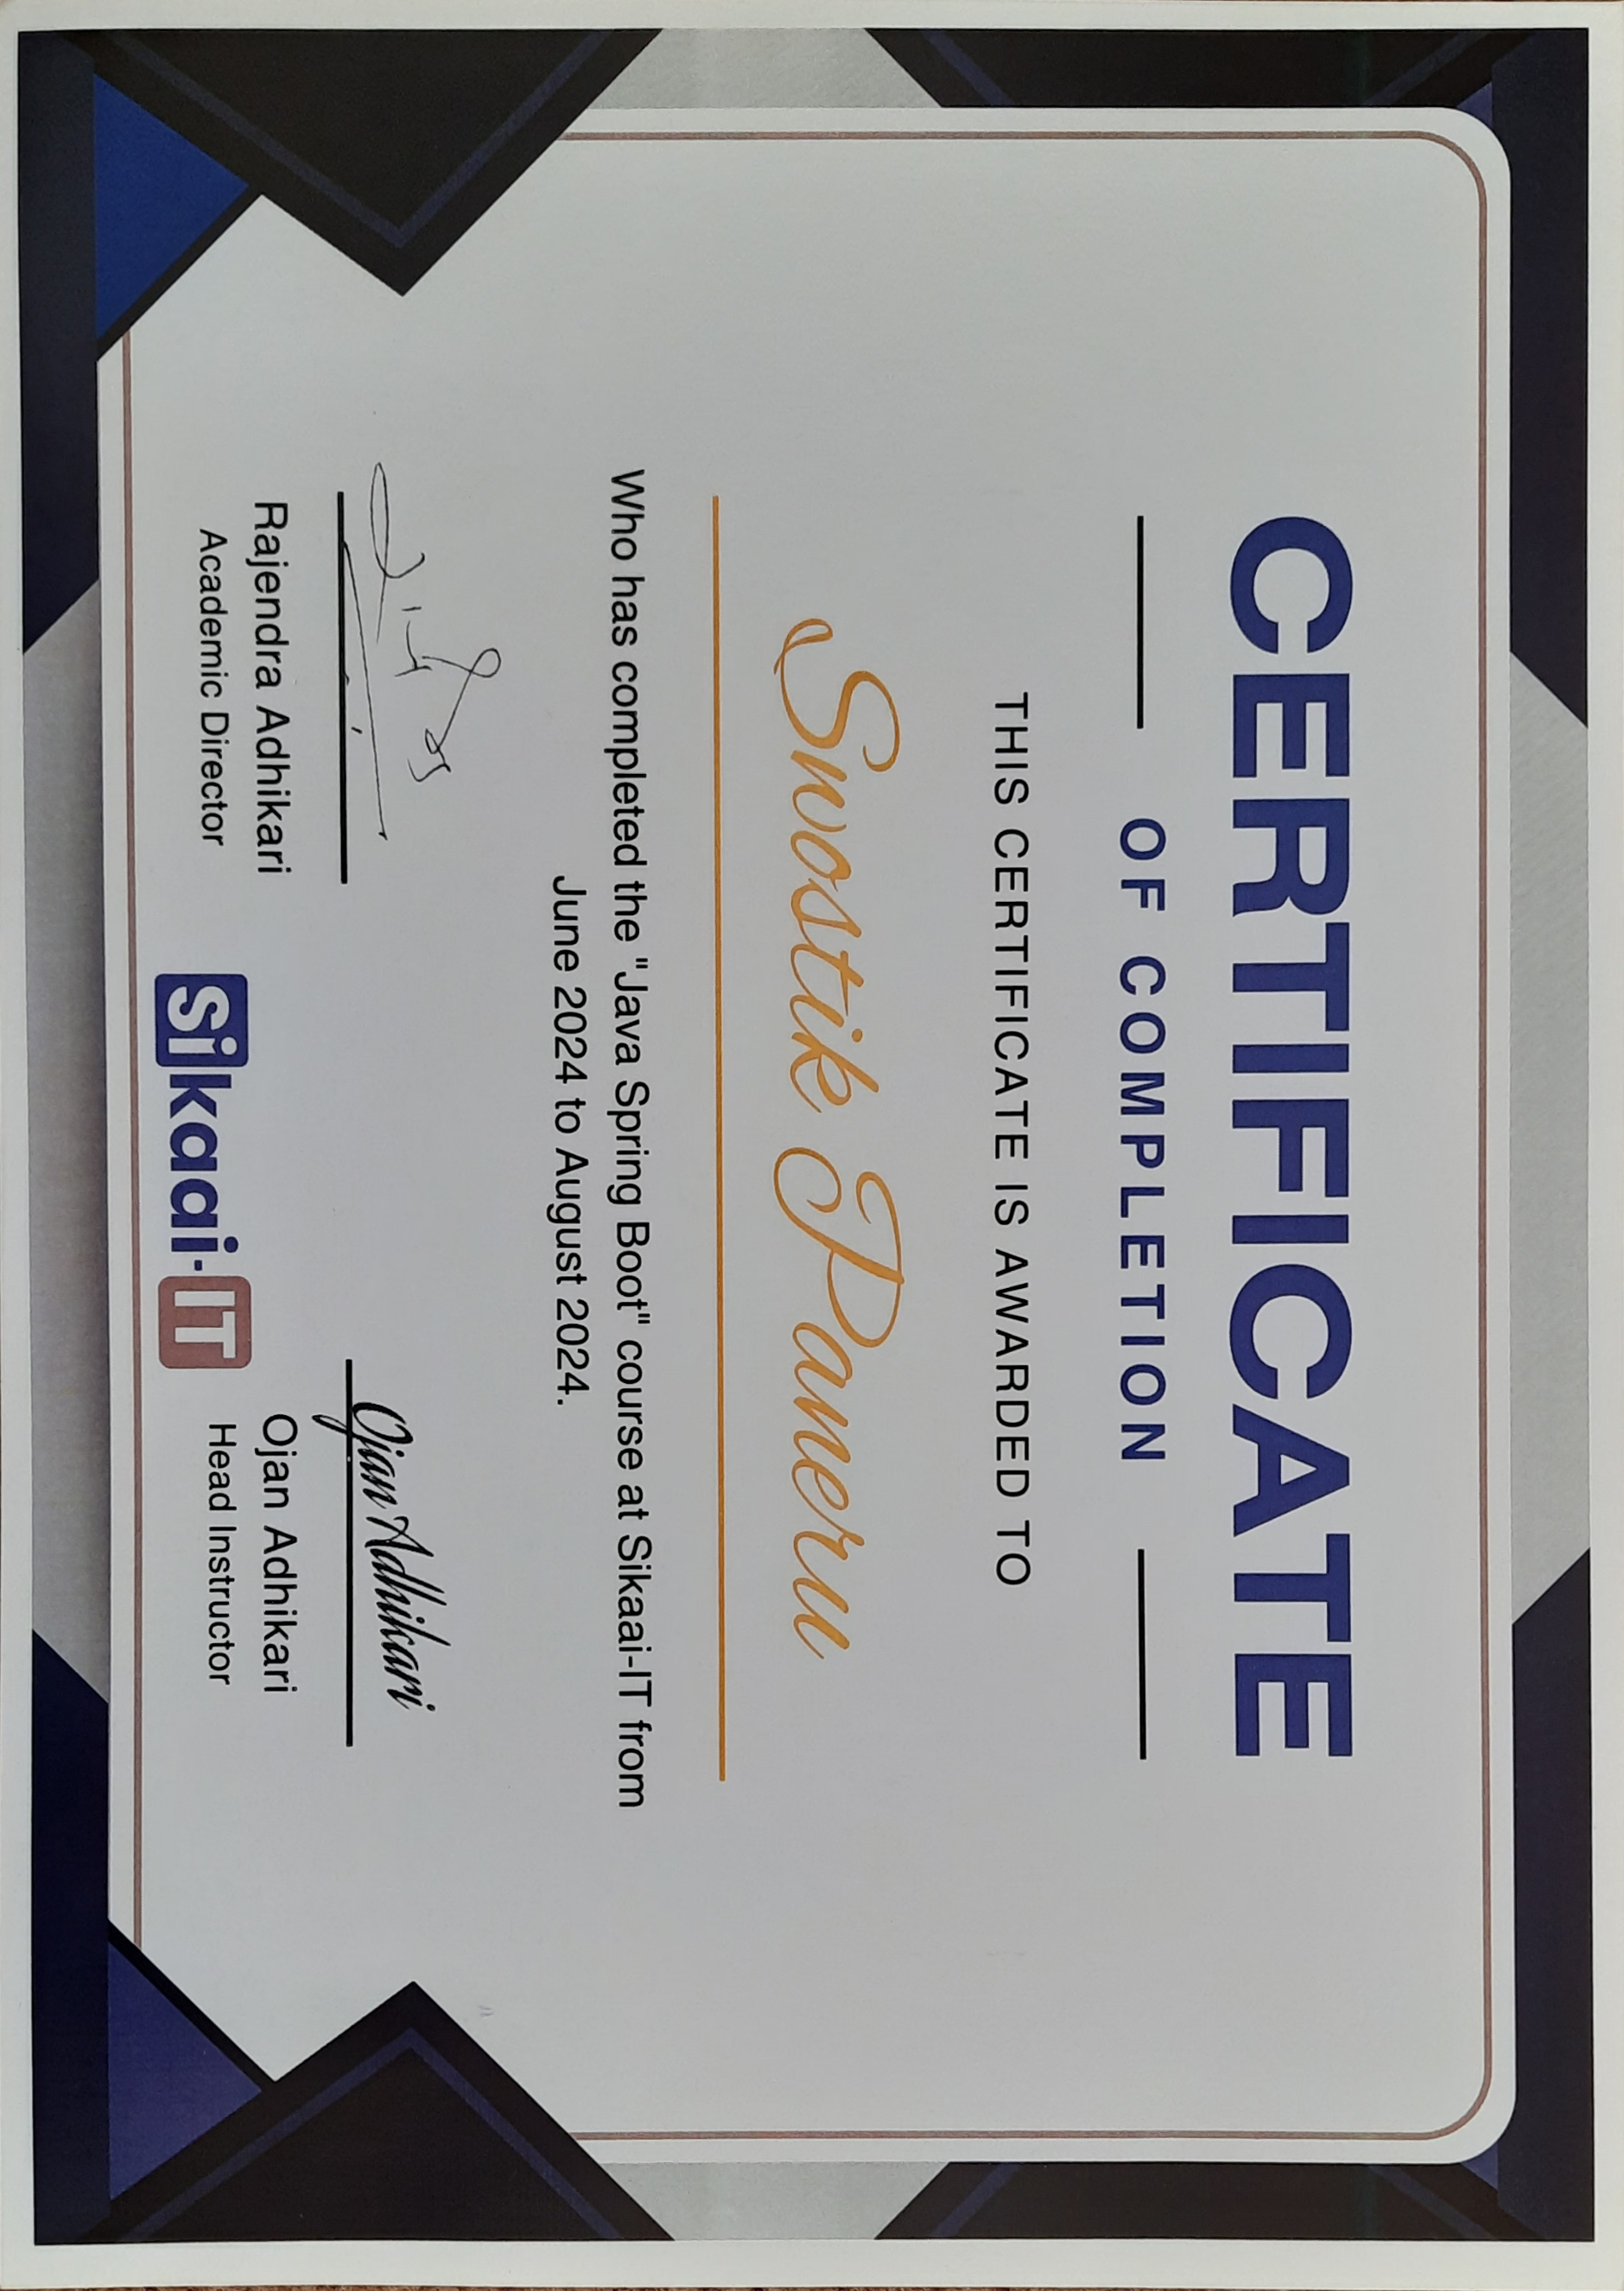 CERTIFICATE
OF COMPLETION
THIS CERTIFICATE IS AWARDED TO
Swostik Paneru
Who has completed the "Java Spring Boot" course at Sikaai-IT from
June 2024 to August 2024.
Ojan Adhikari
Rajendra Adhikari
Academic Director
Ojan Adhikari
Head Instructor
Sikaai-IT